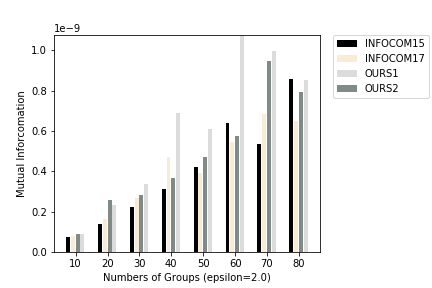 1e−9
INFOCOM15
INFOCOM17
OURS1
OURS2
1.0
0.8
0.6
0.4
0.2
0.0
Mutual Inforcomation
10 20 30 40 50 60 70 80
Numbers of Groups (epsilon=2.0)